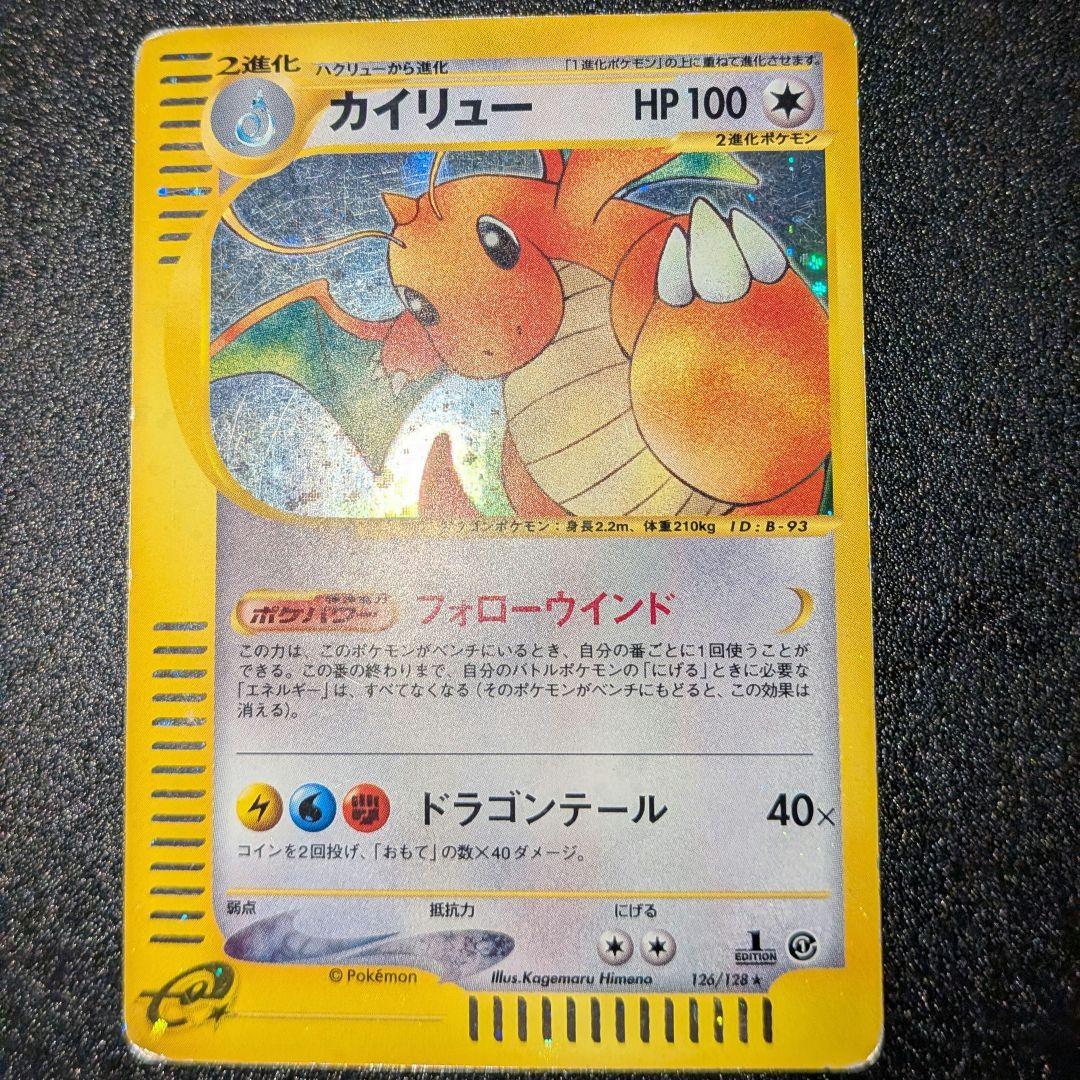 2進化 ハクリューから進化 「1進化ポケモン」の上に重ねて進化させます。
カイリュー HP 100
2進化ポケモン
ドラゴンポケモン：身長2.2m、体重210kg ID：B-93
特殊能力
ポケパワー フォローウインド
この力は、このポケモンがベンチにいるとき、自分の番ごとに1回使うことが
できる。この番の終わりまで、自分のバトルポケモンの「にげる」ときに必要な
「エネルギー」は、すべてなくなる（そのポケモンがベンチにもどると、この効果は
消える）。
ドラゴンテール 40×
コインを2回投げ、「おもて」の数×40ダメージ。
弱点 抵抗力 にげる
1
EDITION
© Pokémon Illus.Kagemaru Himeno 126/128 ★
e